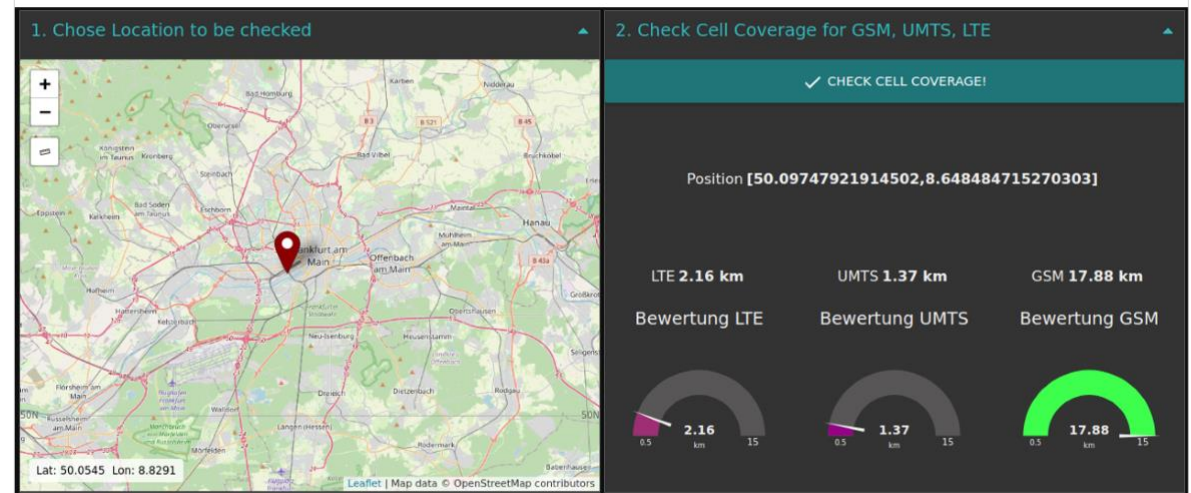 1. Chose Location to be checked
+
−
Karben
Nidderau
Bad Homburg
B 3
B 521
B 45
Oberursel
Königstein
im Taunus
Kronberg
Bad Vilbel
Bruchköbel
Steinbach
Bad Soden
am Taunus
Eschborn
Eppstein
Kelkheim
Maintal
Hanau
Mühlheim
am Main
Frankfurt am
Main
Offenbach
am Main
B 43a
Hofheim
Hattersheim
Kelsterbach
Obertshausen
Neu-Isenburg
Heusenstamm
Flörsheim am
Main
Dreieich
Dietzenbach
Rodgau
50N
50N
Rüsselsheim
am Main
Walldorf
Langen (Hessen)
Mörfelden
Rödermark
Babenhausen
Lat: 50.0545 Lon: 8.8291
Leaflet | Map data © OpenStreetMap contributors
2. Check Cell Coverage for GSM, UMTS, LTE
CHECK CELL COVERAGE!
Position [50.09747921914502,8.648484715270303]
LTE 2.16 km
UMTS 1.37 km
GSM 17.88 km
Bewertung LTE
Bewertung UMTS
Bewertung GSM
2.16
0.5
km
15
1.37
0.5
km
15
17.88
0.5
km
15